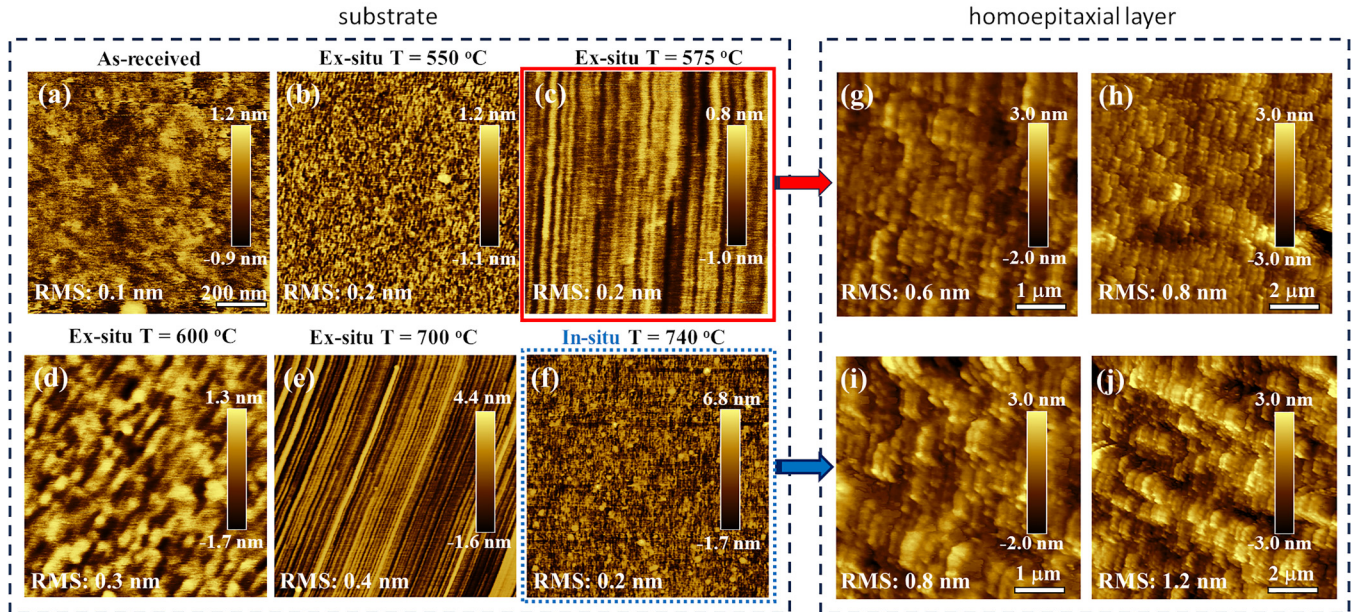 substrate
homoepitaxial layer
As-received
Ex-situ T = 550 °C
Ex-situ T = 575 °C
(a)
1.2 nm
-0.9 nm
RMS: 0.1 nm
200 nm
(b)
1.2 nm
-1.1 nm
RMS: 0.2 nm
(c)
0.8 nm
-1.0 nm
RMS: 0.2 nm
(g)
3.0 nm
-2.0 nm
RMS: 0.6 nm
1 μm
(h)
3.0 nm
-3.0 nm
RMS: 0.8 nm
2 μm
Ex-situ T = 600 °C
Ex-situ T = 700 °C
In-situ T = 740 °C
(d)
1.3 nm
-1.7 nm
RMS: 0.3 nm
(e)
4.4 nm
-1.6 nm
RMS: 0.4 nm
(f)
6.8 nm
-1.7 nm
RMS: 0.2 nm
(i)
3.0 nm
-2.0 nm
RMS: 0.8 nm
1 μm
(j)
3.0 nm
-3.0 nm
RMS: 1.2 nm
2 μm